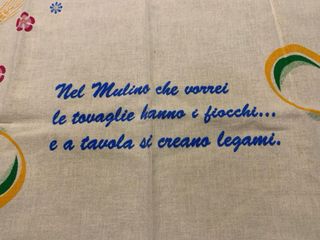 Nel Mulino che vorrei
le tovaglie hanno i fiocchi...
e a tavola si creano legami.